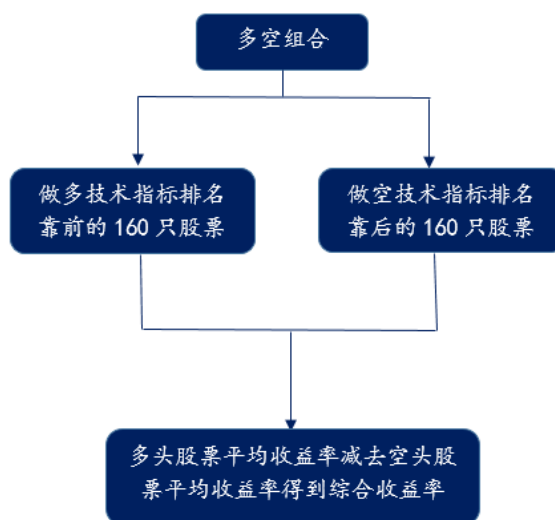 多空组合
做多技术指标排名
靠前的 160 只股票
做空技术指标排名
靠后的 160 只股票
多头股票平均收益率减去空头股
票平均收益率得到综合收益率